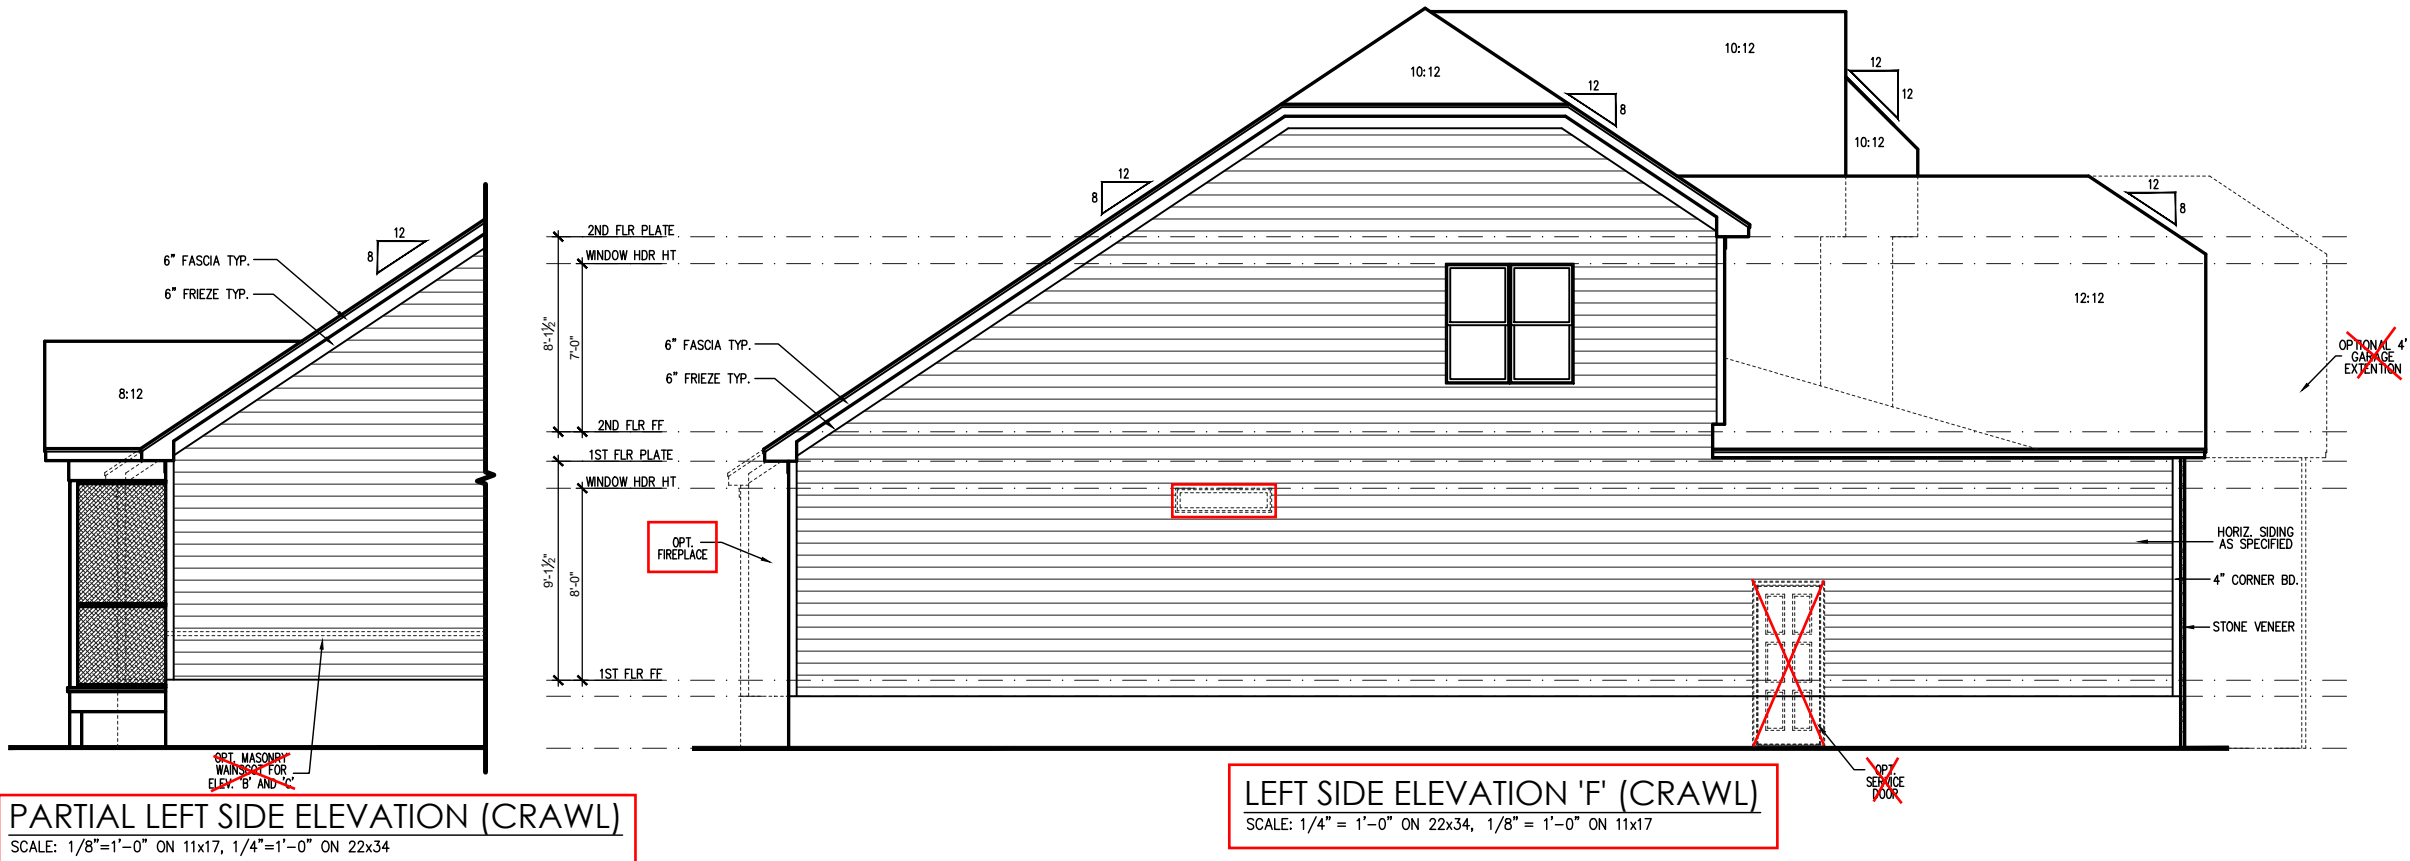 12
8
6" FASCIA TYP.
6" FRIEZE TYP.
8:12
OPT. MASONRY
WAINSCOT FOR
ELEV. 'B' AND 'C'
PARTIAL LEFT SIDE ELEVATION (CRAWL)
SCALE: 1/8"=1'-0" ON 11x17, 1/4"=1'-0" ON 22x34
2ND FLR PLATE
WINDOW HDR HT
8'-1½"
7'-0"
2ND FLR FF
1ST FLR PLATE
WINDOW HDR HT
9'-1½"
8'-0"
1ST FLR FF
OPT.
FIREPLACE
6" FASCIA TYP.
6" FRIEZE TYP.
12
8
10:12
12
8
10:12
12
12
10:12
12
8
12:12
OPTIONAL 4'
GARAGE
EXTENTION
HORIZ. SIDING
AS SPECIFIED
4" CORNER BD.
STONE VENEER
OPT.
SERVICE
DOOR
LEFT SIDE ELEVATION 'F' (CRAWL)
SCALE: 1/4" = 1'-0" ON 22x34, 1/8" = 1'-0" ON 11x17